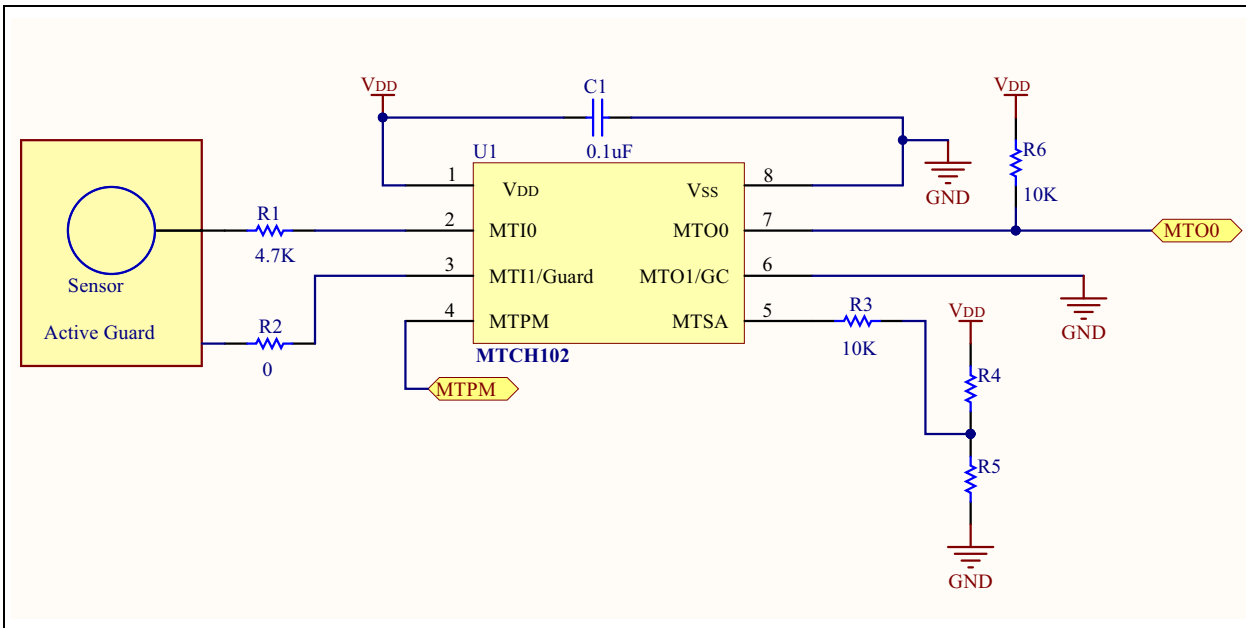 VDD
C1
0.1uF
VDD
U1
R6
10K
GND
1
VDD
VSS
8
R1
4.7K
2
MTI0
MTO0
7
MTO0
Sensor
3
MTI1/Guard
MTO1/GC
6
GND
Active Guard
R2
0
4
MTPM
MTSA
5
R3
10K
VDD
MTCH102
MTPM
R4
R5
GND